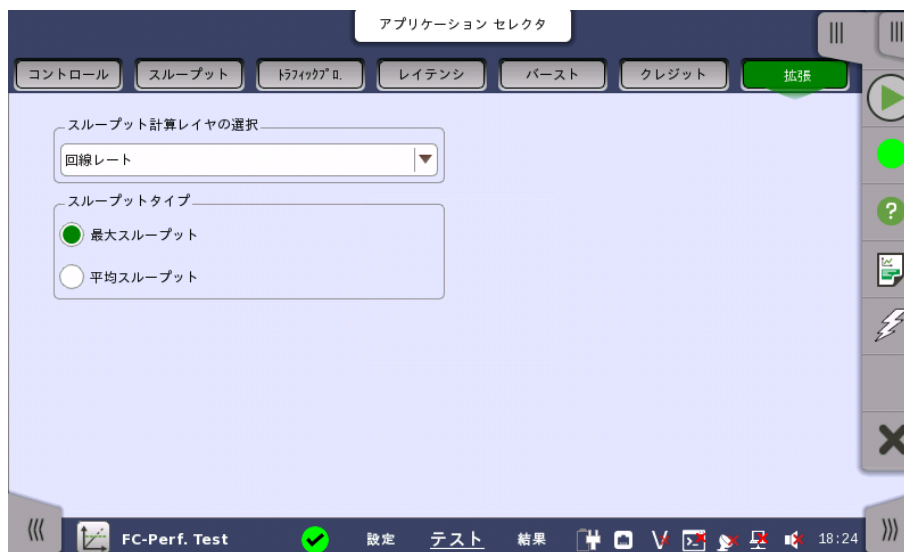 アプリケーション セレクタ
コントロール スループット ﾄﾗﾌｨｯｸﾌﾟﾛ. レイテンシ バースト クレジット 拡張
スループット計算レイヤの選択
回線レート
スループットタイプ
最大スループット
平均スループット
FC-Perf. Test 設定 テスト 結果 18:24